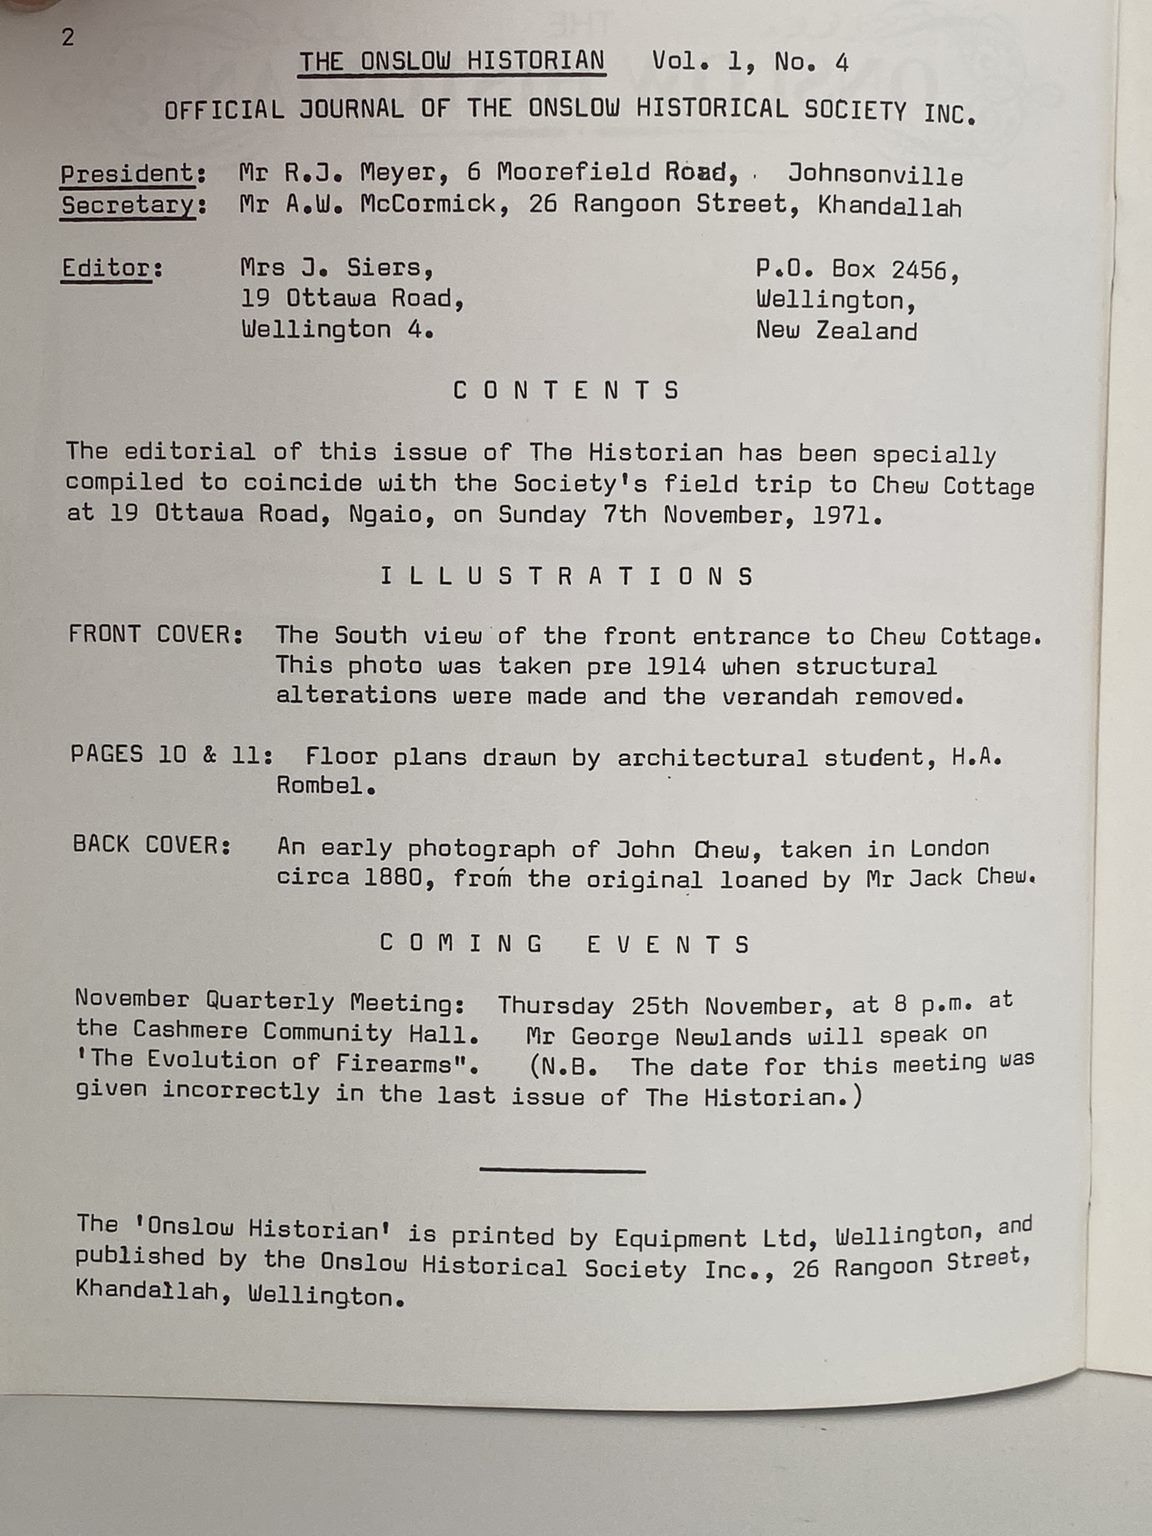 2
THE ONSLOW HISTORIAN Vol. 1, No. 4
OFFICIAL JOURNAL OF THE ONSLOW HISTORICAL SOCIETY INC.
President: Mr R.J. Meyer, 6 Moorefield Road, Johnsonville
Secretary: Mr A.W. McCormick, 26 Rangoon Street, Khandallah
Editor: Mrs J. Siers, P.O. Box 2456,
19 Ottawa Road, Wellington,
Wellington 4. New Zealand
C O N T E N T S
The editorial of this issue of The Historian has been specially
compiled to coincide with the Society's field trip to Chew Cottage
at 19 Ottawa Road, Ngaio, on Sunday 7th November, 1971.
I L L U S T R A T I O N S
FRONT COVER: The South view of the front entrance to Chew Cottage.
This photo was taken pre 1914 when structural
alterations were made and the verandah removed.
PAGES 10 & 11: Floor plans drawn by architectural student, H.A.
Rombel.
BACK COVER: An early photograph of John Chew, taken in London
circa 1880, from the original loaned by Mr Jack Chew.
C O M I N G E V E N T S
November Quarterly Meeting: Thursday 25th November, at 8 p.m. at
the Cashmere Community Hall. Mr George Newlands will speak on
'The Evolution of Firearms". (N.B. The date for this meeting was
given incorrectly in the last issue of The Historian.)
The 'Onslow Historian' is printed by Equipment Ltd, Wellington, and
published by the Onslow Historical Society Inc., 26 Rangoon Street,
Khandallah, Wellington.